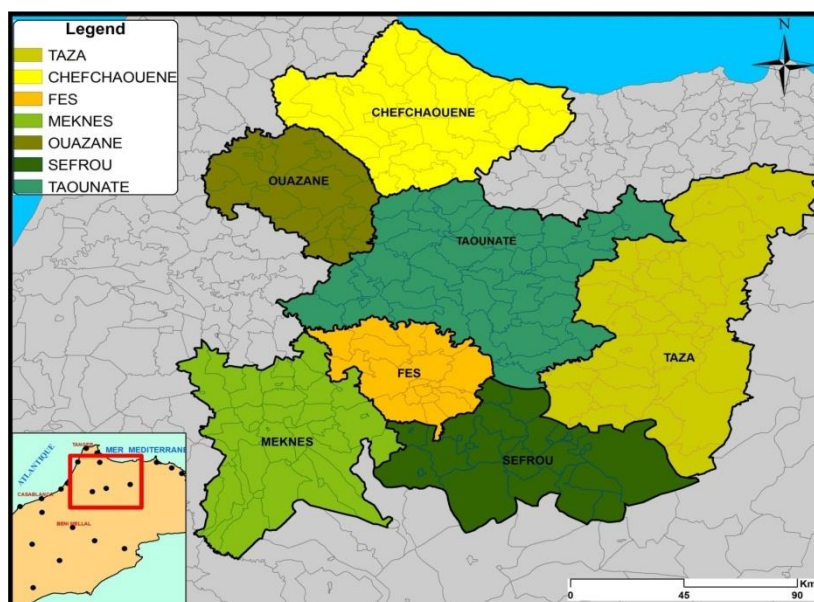 Legend
TAZA
CHEFCHAOUENE
FES
MEKNES
OUAZANE
SEFROU
TAOUNATE
N
CHEFCHAOUENE
OUAZANE
TAOUNATE
TAZA
FES
MEKNES
SEFROU
TANGER
MER MEDITERRANE
ATLANTIQUE
CASABLANCA
BENI MELLAL
Km
0 45 90